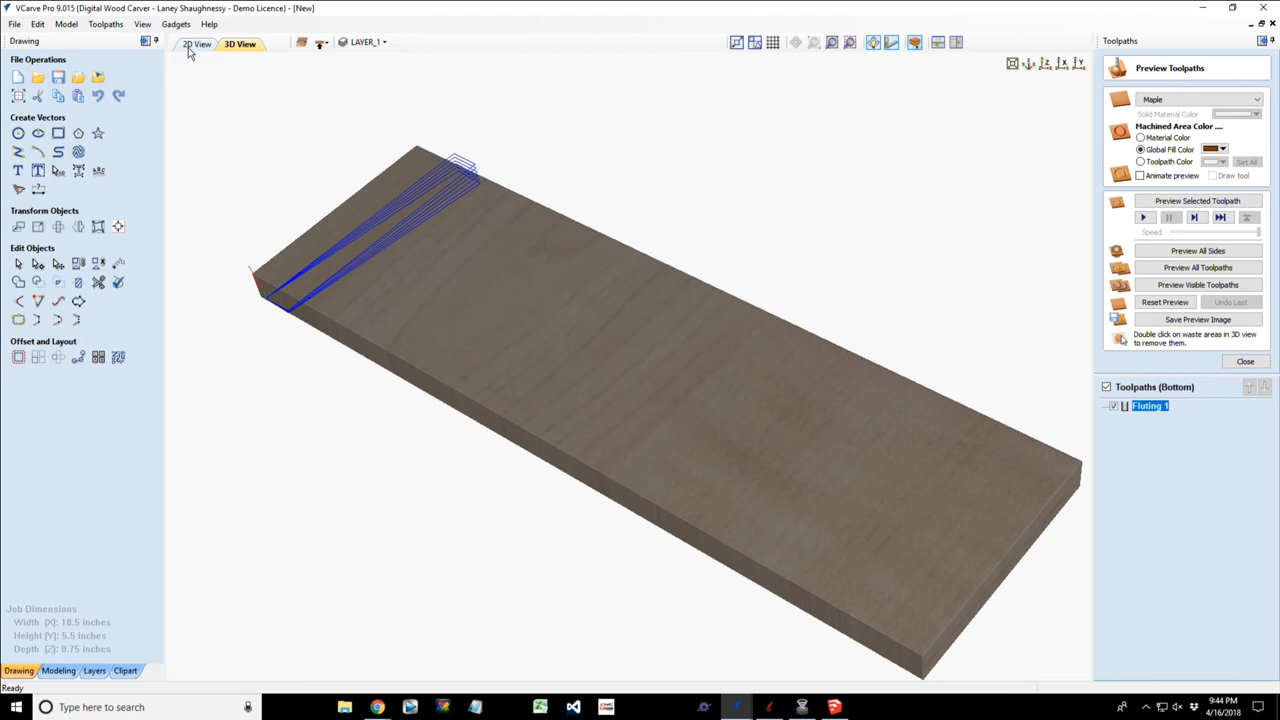 VCarve Pro 9.015 {Digital Wood Carver - Laney Shaughnessy - Demo Licence} - [New]
File Edit Model Toolpaths View Gadgets Help
Drawing
2D View 3D View LAYER_1
Toolpaths
File Operations
Create Vectors
Transform Objects
Edit Objects
Offset and Layout
Job Dimensions
Width (X): 18.5 inches
Height (Y): 5.5 inches
Depth (Z): 0.75 inches
Drawing Modeling Layers Clipart
Ready
Z X Y
Preview Toolpaths
Maple
Solid Material Color
Machined Area Color ....
Material Color
Global Fill Color
Toolpath Color Set All
Animate preview Draw tool
Preview Selected Toolpath
Speed
Preview All Sides
Preview All Toolpaths
Preview Visible Toolpaths
Reset Preview Undo Last
Save Preview Image
Double click on waste areas in 3D view
to remove them.
Close
Toolpaths (Bottom)
Fluting 1
Type here to search
9:44 PM
4/16/2018